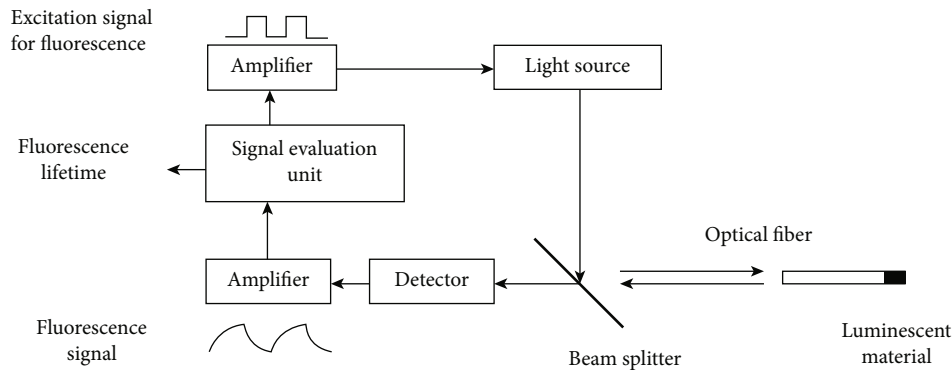 Excitation signal
for fluorescence
Amplifier
Light source
Fluorescence
lifetime
Signal evaluation
unit
Optical fiber
Amplifier
Detector
Fluorescence
signal
Beam splitter
Luminescent
material